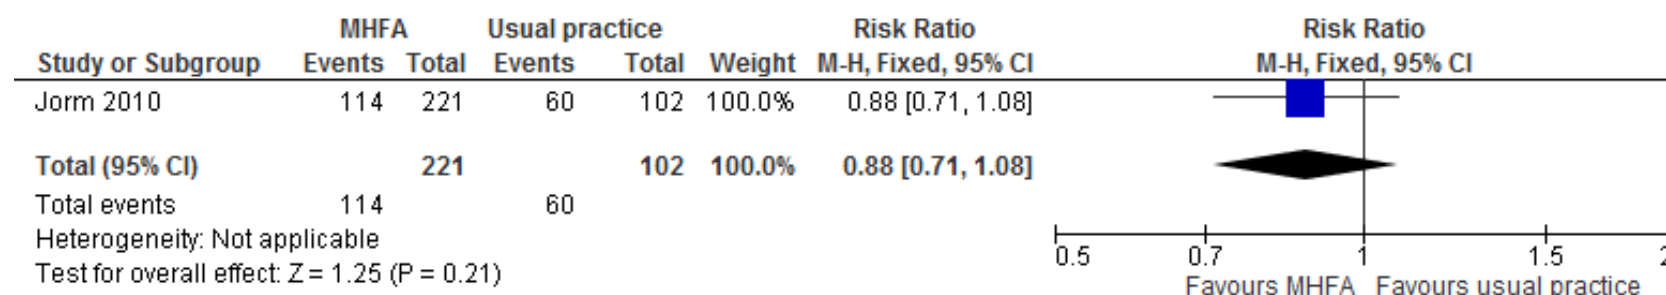 MHFA Usual practice Risk Ratio Risk Ratio
Study or Subgroup Events Total Events Total Weight M-H, Fixed, 95% CI M-H, Fixed, 95% CI
Jorm 2010 114 221 60 102 100.0% 0.88 [0.71, 1.08]
Total (95% CI) 221 102 100.0% 0.88 [0.71, 1.08]
Total events 114 60
Heterogeneity: Not applicable
Test for overall effect: Z = 1.25 (P = 0.21)
0.5 0.7 1 1.5 2
Favours MHFA Favours usual practice